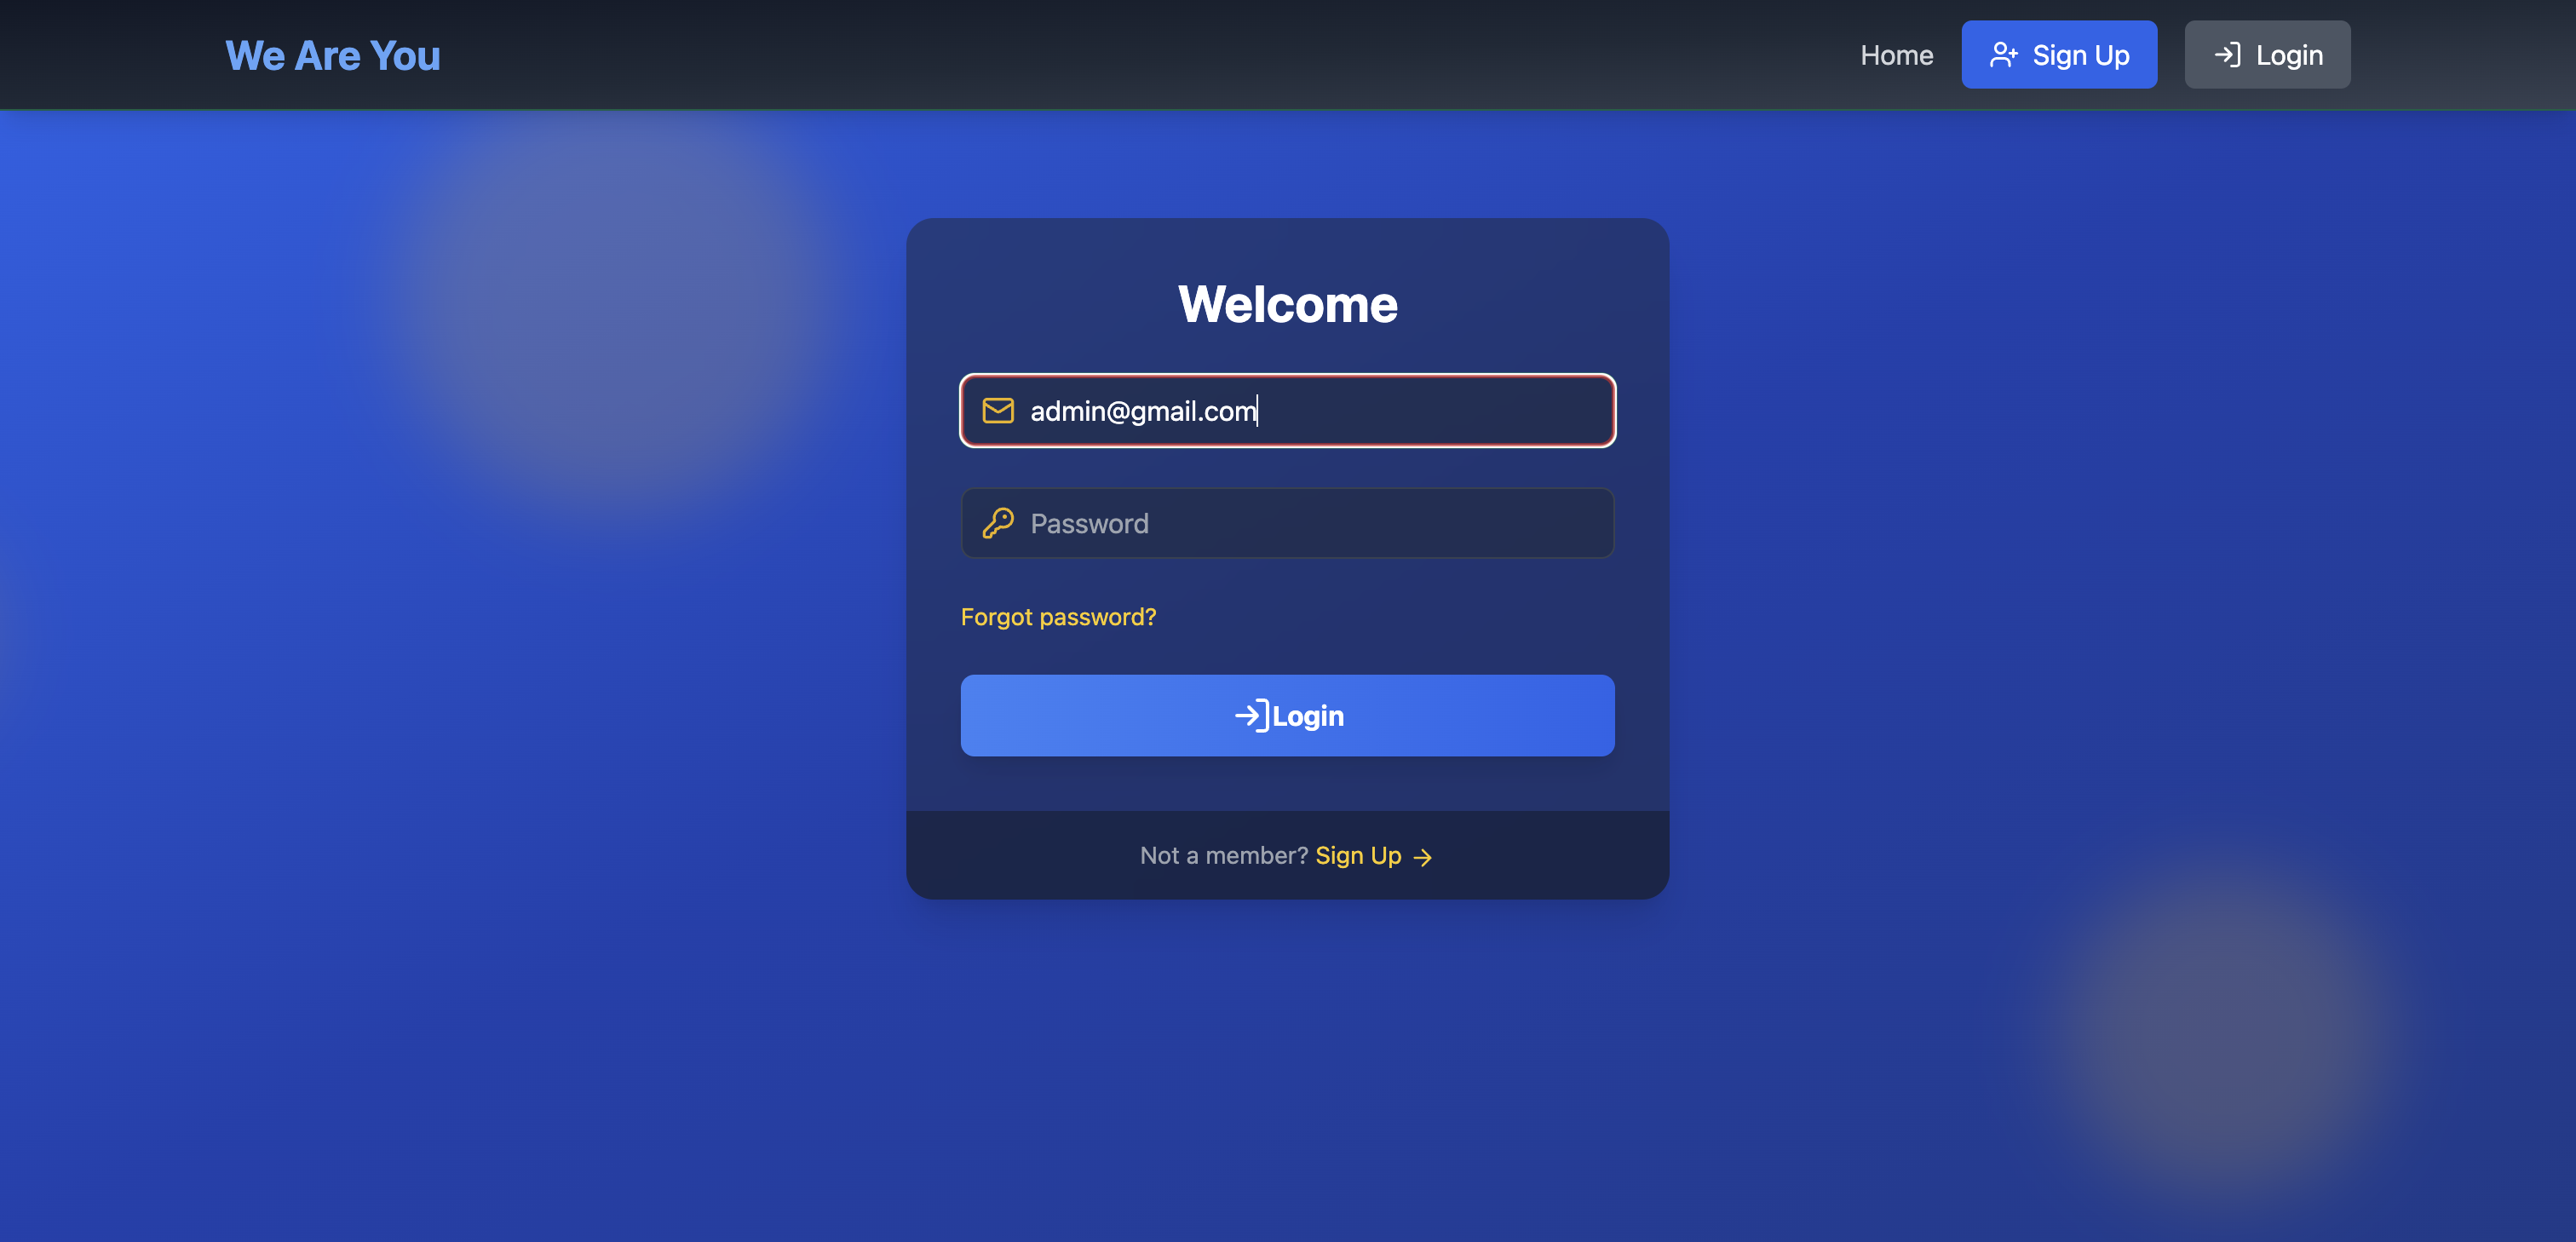 We Are You
Home
Sign Up
Login
Welcome
admin@gmail.com
Password
Forgot password?
Login
Not a member? Sign Up →